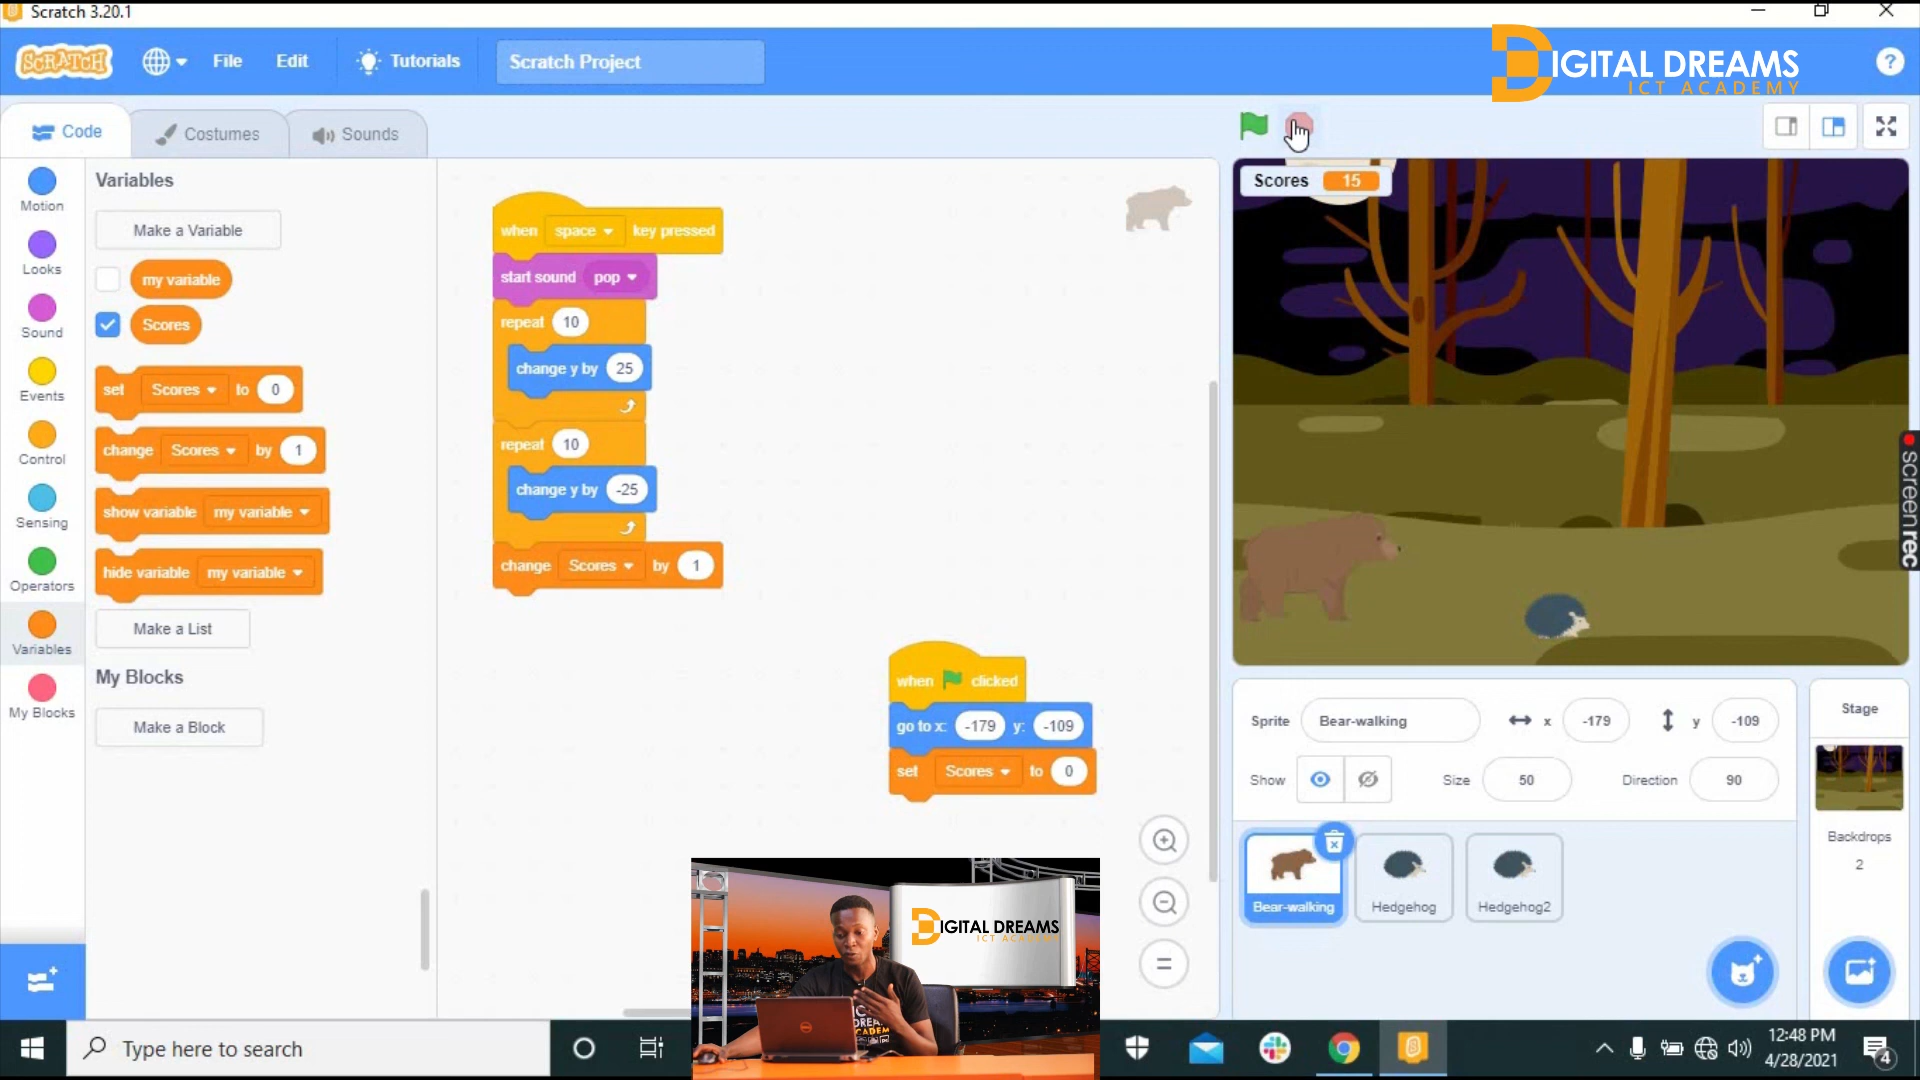 Scratch 3.20.1
SCRATCH
File
Edit
Tutorials
Scratch Project
DIGITAL DREAMS
ICT ACADEMY
?
Code
Costumes
Sounds
Motion
Looks
Sound
Events
Control
Sensing
Operators
Variables
My Blocks
Variables
Make a Variable
my variable
Scores
set Scores to 0
change Scores by 1
show variable my variable
hide variable my variable
Make a List
My Blocks
Make a Block
when space key pressed
start sound pop
repeat 10
change y by 25
repeat 10
change y by -25
change Scores by 1
when clicked
go to x: -179 y: -109
set Scores to 0
Scores 15
screenrec
Sprite Bear-walking x -179 y -109
Show Size 50 Direction 90
Bear-walking
Hedgehog
Hedgehog2
Stage
Backdrops
2
DIGITAL DREAMS
ICT ACADEMY
Type here to search
12:48 PM
4/28/2021
4